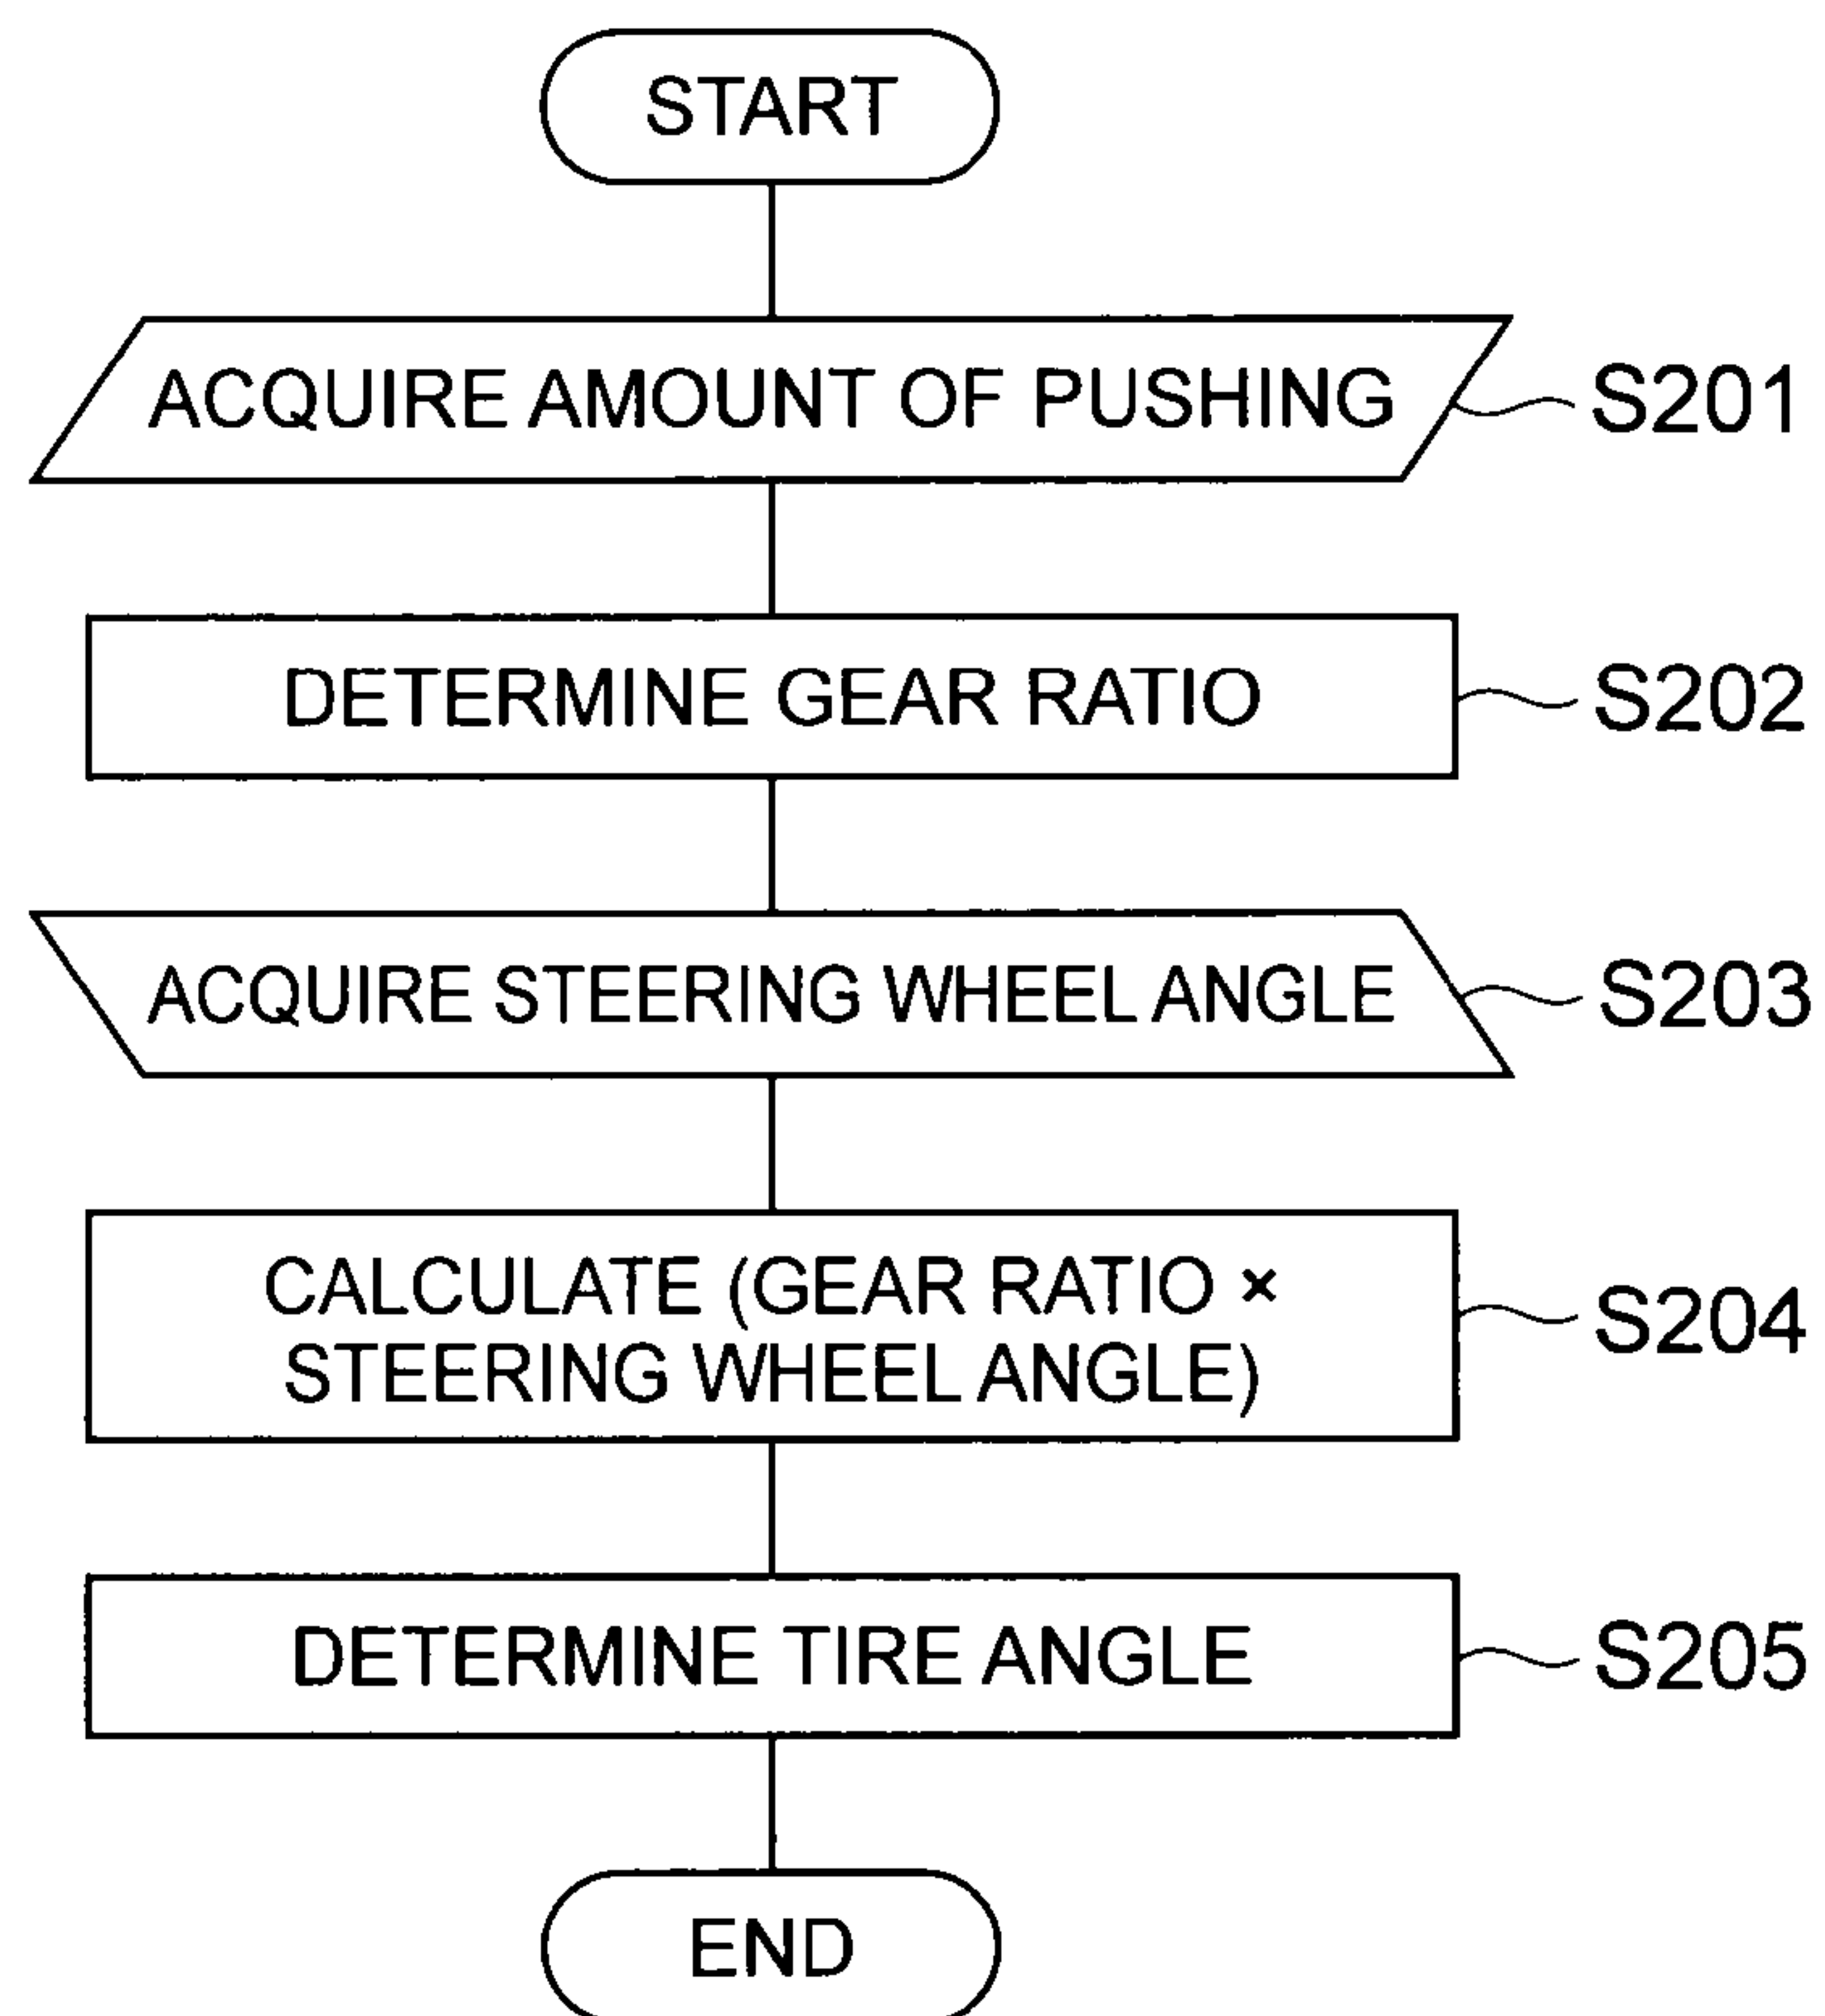 START
ACQUIRE AMOUNT OF PUSHING
S201
DETERMINE GEAR RATIO
S202
ACQUIRE STEERING WHEEL ANGLE
S203
CALCULATE (GEAR RATIO ×
STEERING WHEEL ANGLE)
S204
DETERMINE TIRE ANGLE
S205
END